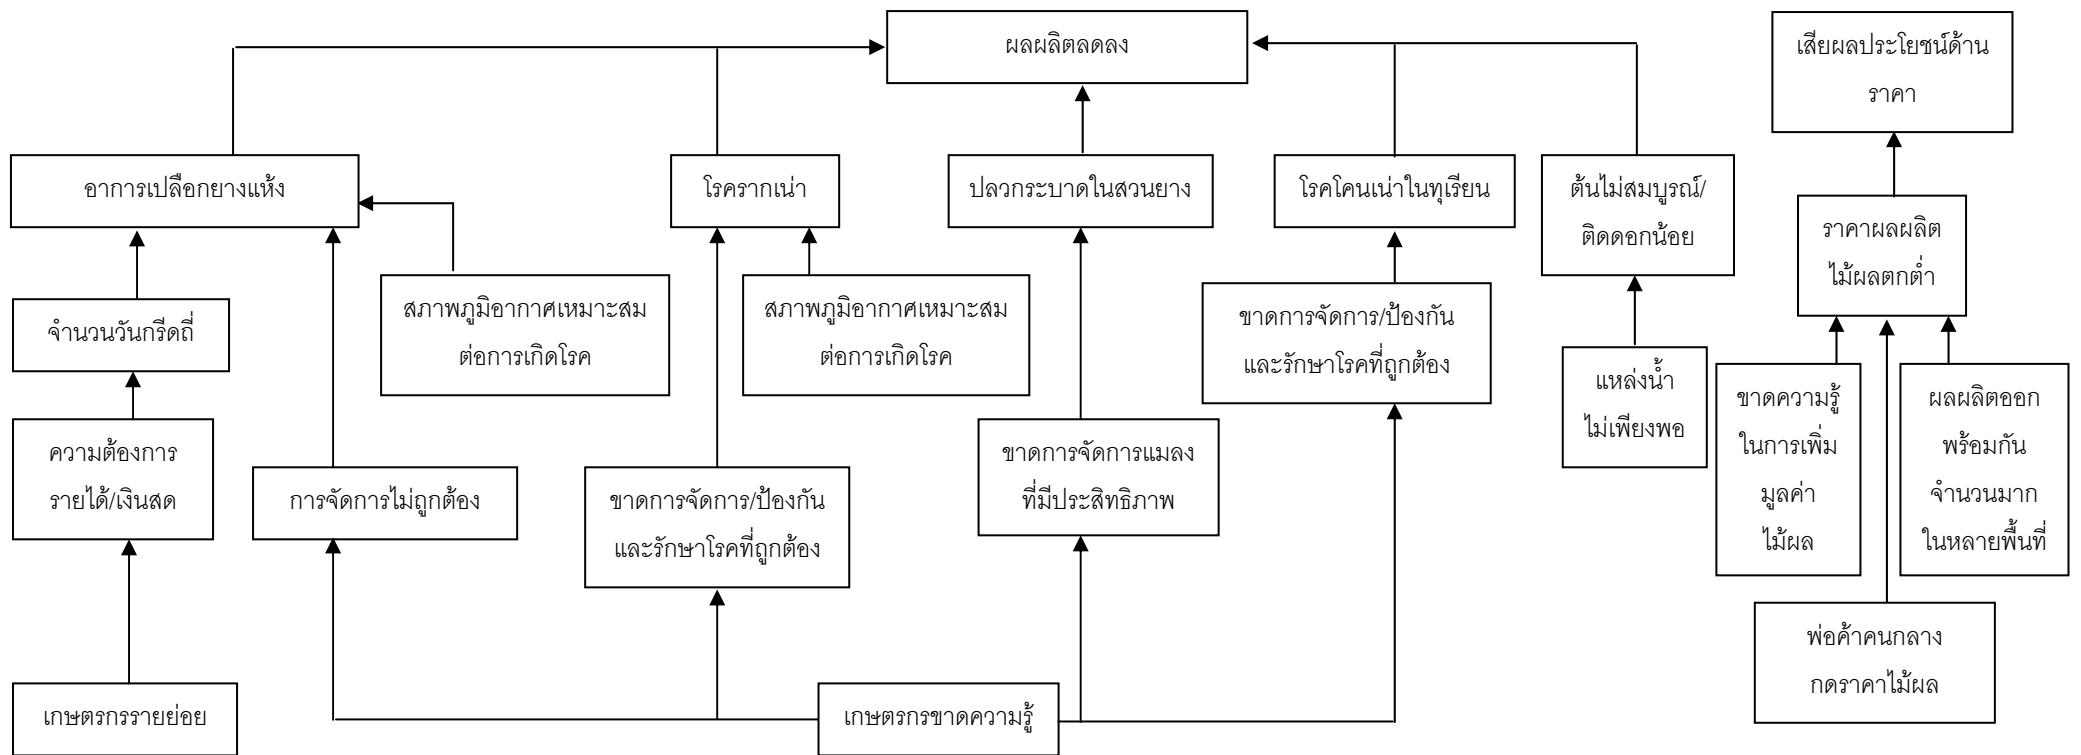 ผลผลิตลดลง
เสียผลประโยชน์ด้าน
ราคา
อาการเปลือกยางแห้ง
โรครากเน่า
ปลวกระบาดในสวนยาง
โรคโคนเน่าในทุเรียน
ต้นไม่สมบูรณ์/
ติดดอกน้อย
ราคาผลผลิต
ไม้ผลตกต่ำ
จำนวนวันกรีดถี่
สภาพภูมิอากาศเหมาะสม
ต่อการเกิดโรค
สภาพภูมิอากาศเหมาะสม
ต่อการเกิดโรค
ขาดการจัดการ/ป้องกัน
และรักษาโรคที่ถูกต้อง
แหล่งน้ำ
ไม่เพียงพอ
ขาดความรู้
ในการเพิ่ม
มูลค่า
ไม้ผล
ผลผลิตออก
พร้อมกัน
จำนวนมาก
ในหลายพื้นที่
ความต้องการ
รายได้/เงินสด
การจัดการไม่ถูกต้อง
ขาดการจัดการ/ป้องกัน
และรักษาโรคที่ถูกต้อง
ขาดการจัดการแมลง
ที่มีประสิทธิภาพ
พ่อค้าคนกลาง
กดราคาไม้ผล
เกษตรกรรายย่อย
เกษตรกรขาดความรู้